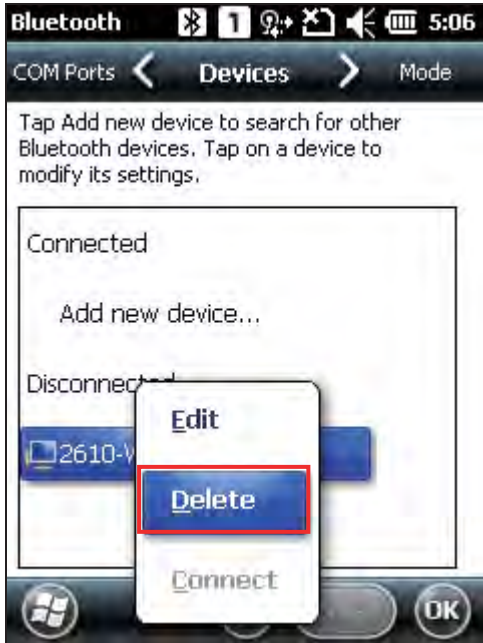 Bluetooth 1 5:06
COM Ports Devices Mode
Tap Add new device to search for other
Bluetooth devices. Tap on a device to
modify its settings.
Connected
Add new device...
Disconnected
Edit
2610-
Delete
Connect
OK